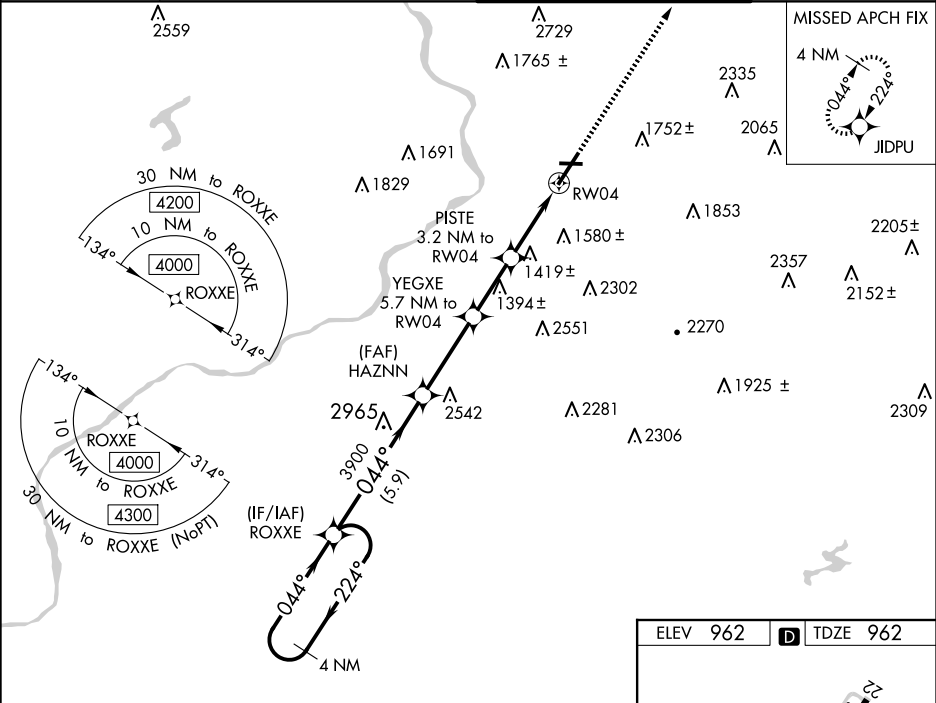 2559
2729
1765 ±
MISSED APCH FIX
4 NM
044°
224°
JIDPU
2335
1752 ±
2065
1691
1829
RW04
30 NM to ROXXE
4200
10 NM to ROXXE
4000
134°
ROXXE
314°
PISTE
3.2 NM to
RW04
1853
1580 ±
2205 ±
1419 ±
2357
2152 ±
YEGXE
5.7 NM to
RW04
1394 ±
2302
2551
2270
(FAF)
HAZNN
134°
ROXXE
314°
10 NM to ROXXE
4000
4300
30 NM to ROXXE (NoPT)
2965
2542
1925 ±
2281
2309
2306
3900
044°
(5.9)
(IF/IAF)
ROXXE
044°
224°
4 NM
ELEV 962
D
TDZE 962
22